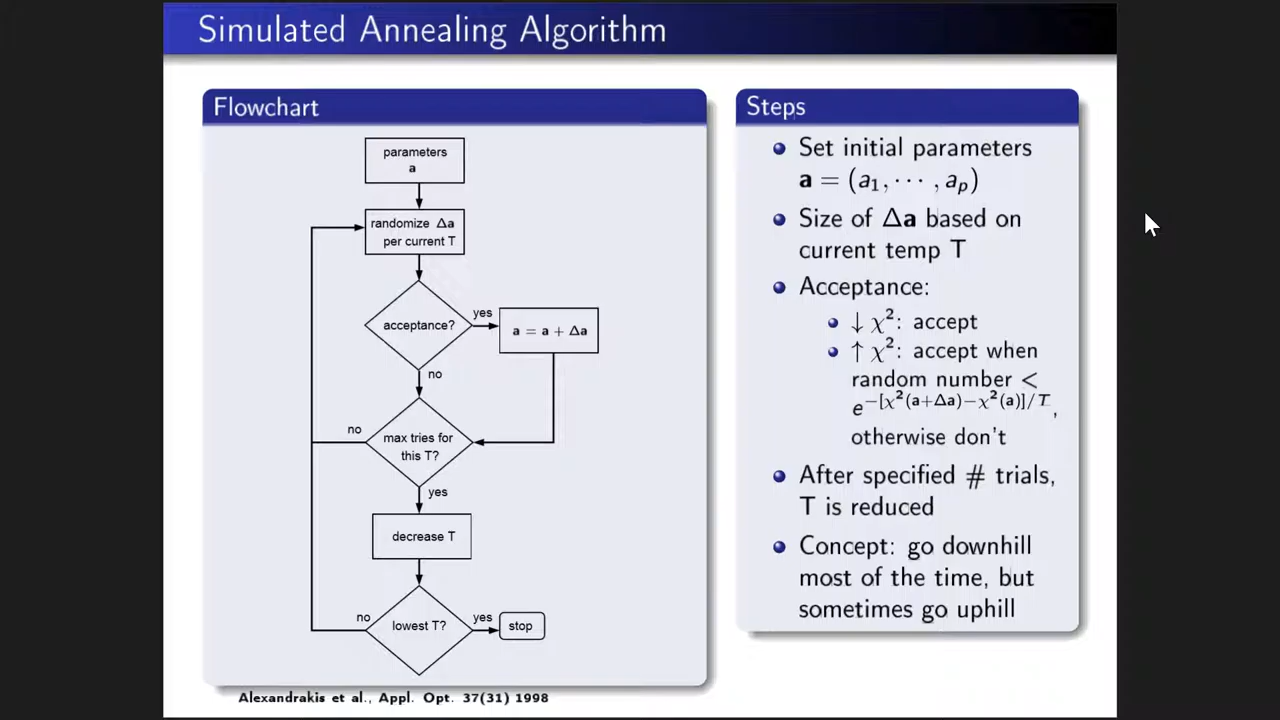 Simulated Annealing Algorithm
Flowchart
parameters
a
randomize Δa
per current T
acceptance?
yes
a = a + Δa
no
no
max tries for
this T?
yes
decrease T
no
lowest T?
yes
stop
Alexandrakis et al., Appl. Opt. 37(31) 1998
Steps
Set initial parameters
a = (a₁, ⋯ , aₚ)
Size of Δa based on
current temp T
Acceptance:
↓ χ²: accept
↑ χ²: accept when
random number <
e^−[χ²(a+Δa)−χ²(a)]/T,
otherwise don't
After specified # trials,
T is reduced
Concept: go downhill
most of the time, but
sometimes go uphill